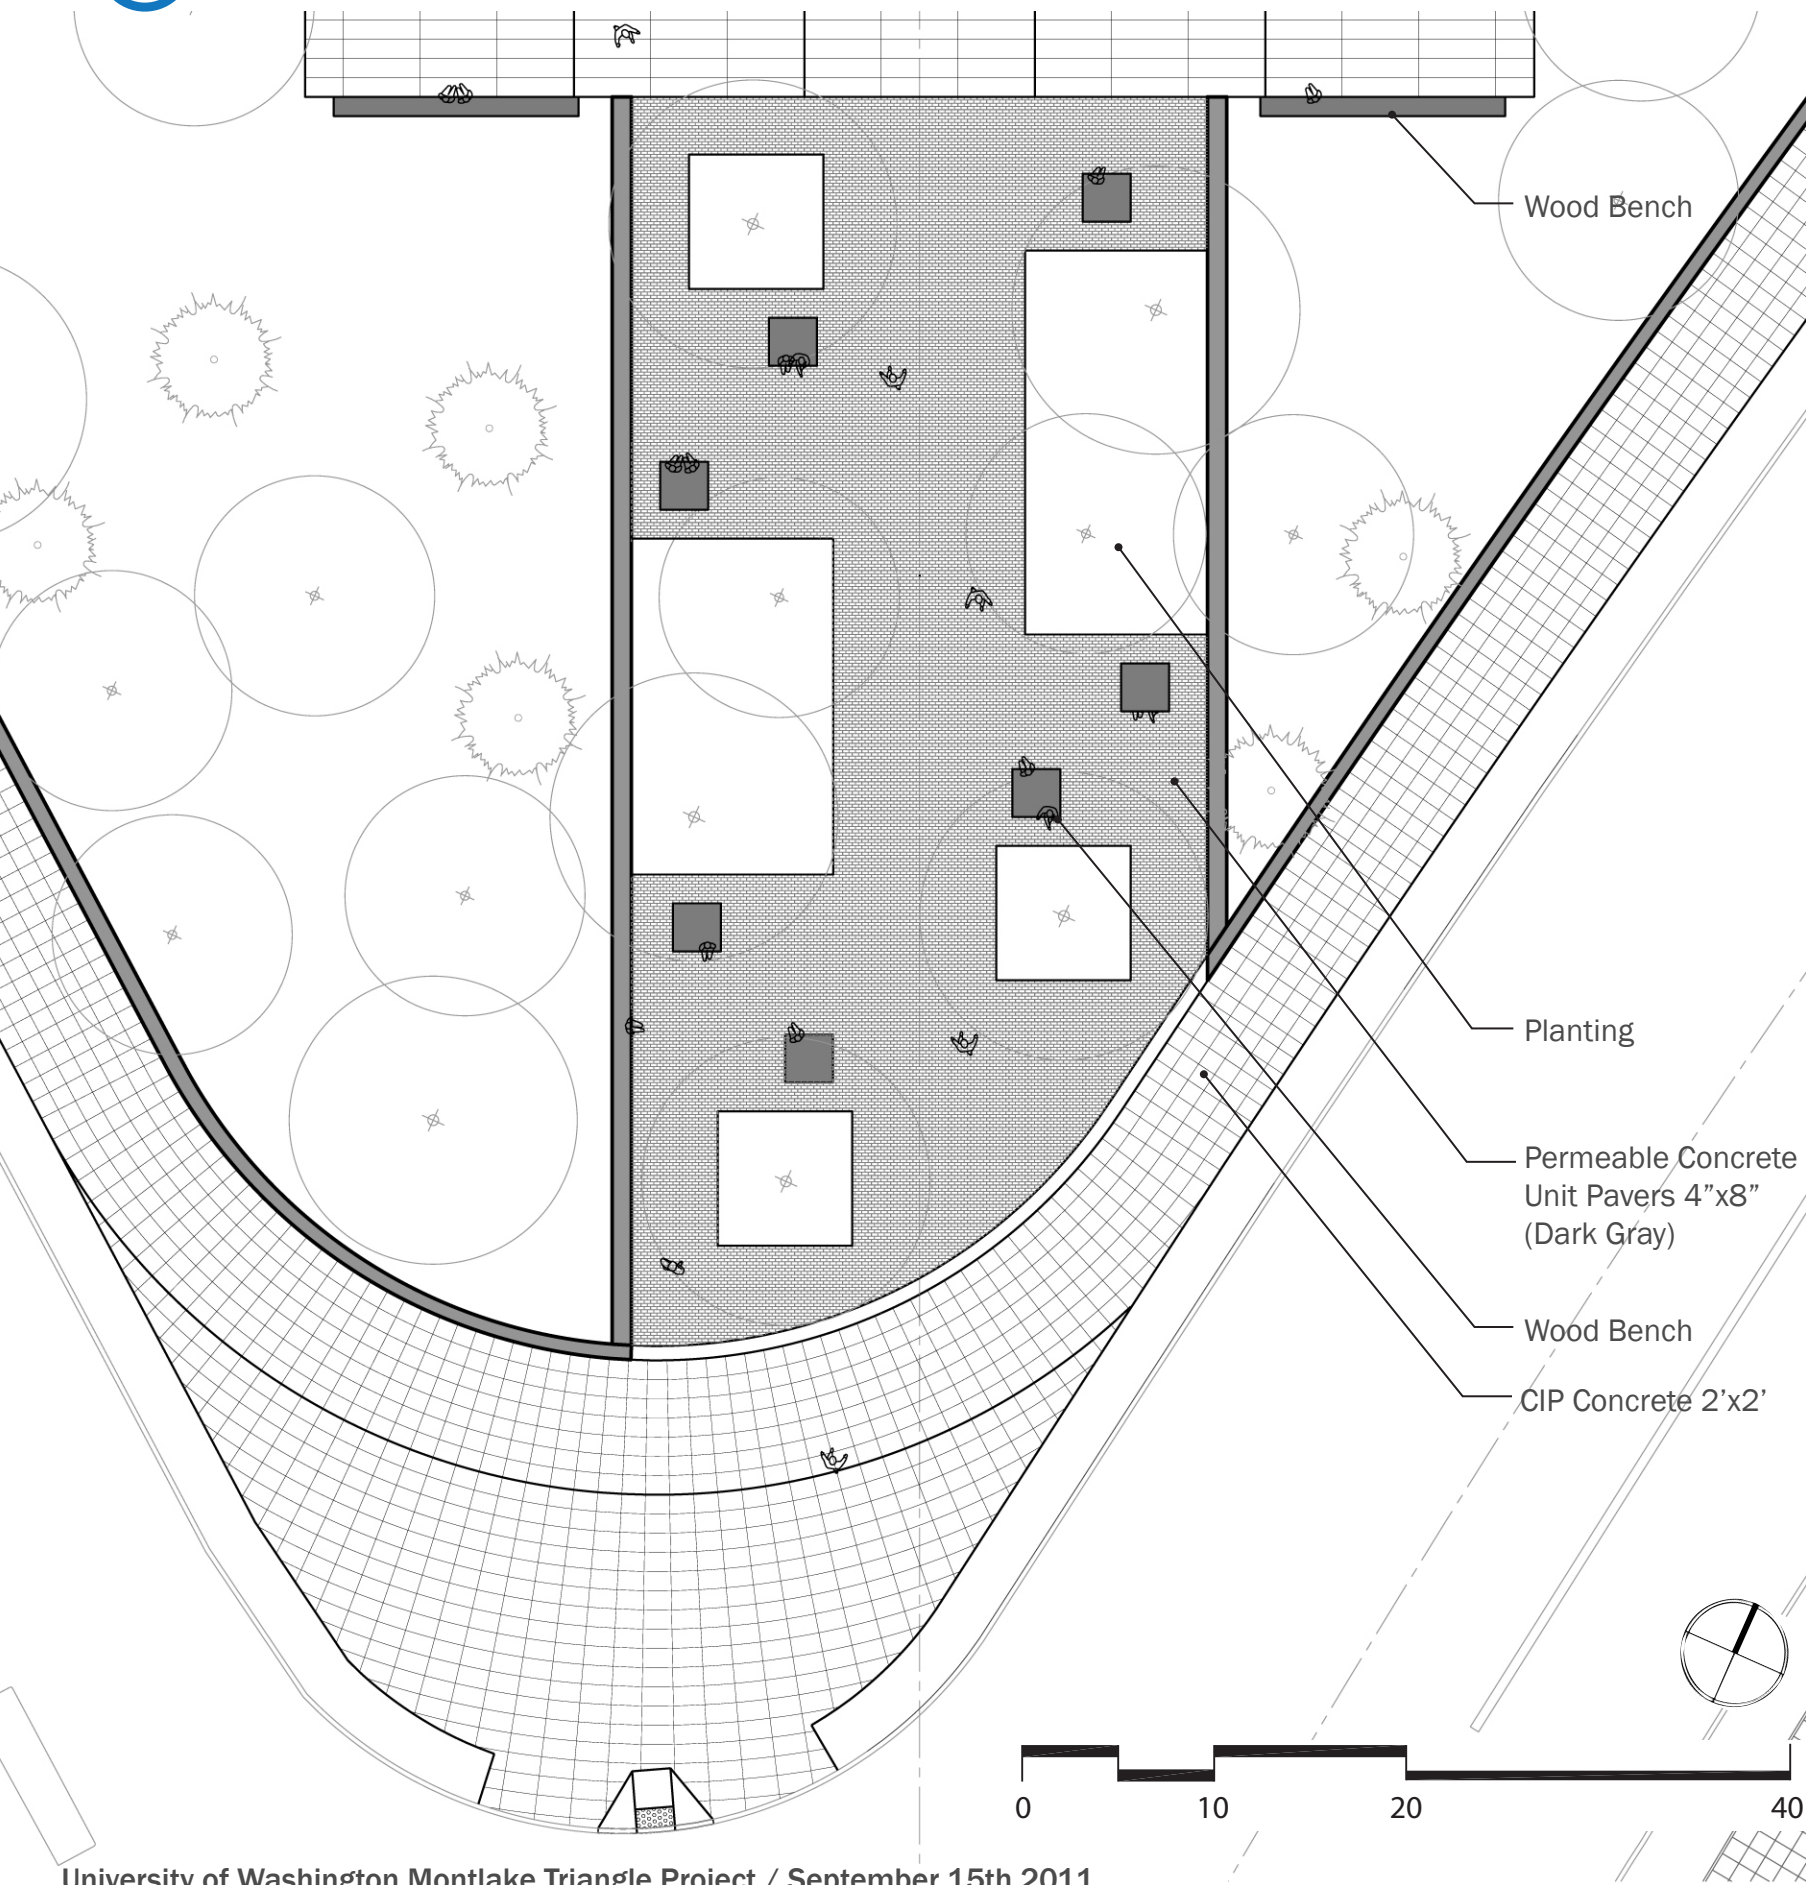 Wood Bench
Planting
Permeable Concrete
Unit Pavers 4”x8”
(Dark Gray)
Wood Bench
CIP Concrete 2’x2’
0 10 20 40
University of Washington Montlake Triangle Project / September 15th 2011